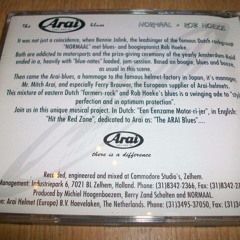 the Arai blues NORMAAL - ROB HOEKE
It was not just a coincidence, when Bennie Jolink, the leadsinger of the famous Dutch rockgroup
"NORMAAL" met blues- and boogiepianist Rob Hoeke.
Both are addicted to motorsports and the prize-giving ceremony of the yearly Amsterdams Rajed
ended in a, heavily with "blue notes" loaded, jam-session. Based on boogie, blues and booze,
as usual in this world.
Then came the Arai-blues, a hommage to the famous helmet-factory in Japan, it's manager,
Mr. Mitch Arai, and especially Ferry Brouwer, the European supplier of Arai-helmets.
This mixture of eastern Dutch "farmers-rock" and Rob Hoeke's blues is a swinging ode to "style
perfection and optimum protection".
Join us in this unique musical project. In Dutch: "Een Eenzame Motor-ri-jer", in English:
"Hit the Red Zone", dedicated to Arai as: "The ARAI Blues"....
Arai
there is a difference
Recorded, engineered and mixed at Commodore Studio's, Zelhem.
Management: Industriepark 6, 7021 BL Zelhem, Holland. Phone: (31)8342-2366, Fax: (31)8342-
Produced by Michiel Hoogenboezem, Berry Zand Scholten and NORMAAL.
Arai Helmet (Europe) B.V. Hoevelaken, The Netherlands. Phone: (31)3495-37050, Fax: (31)